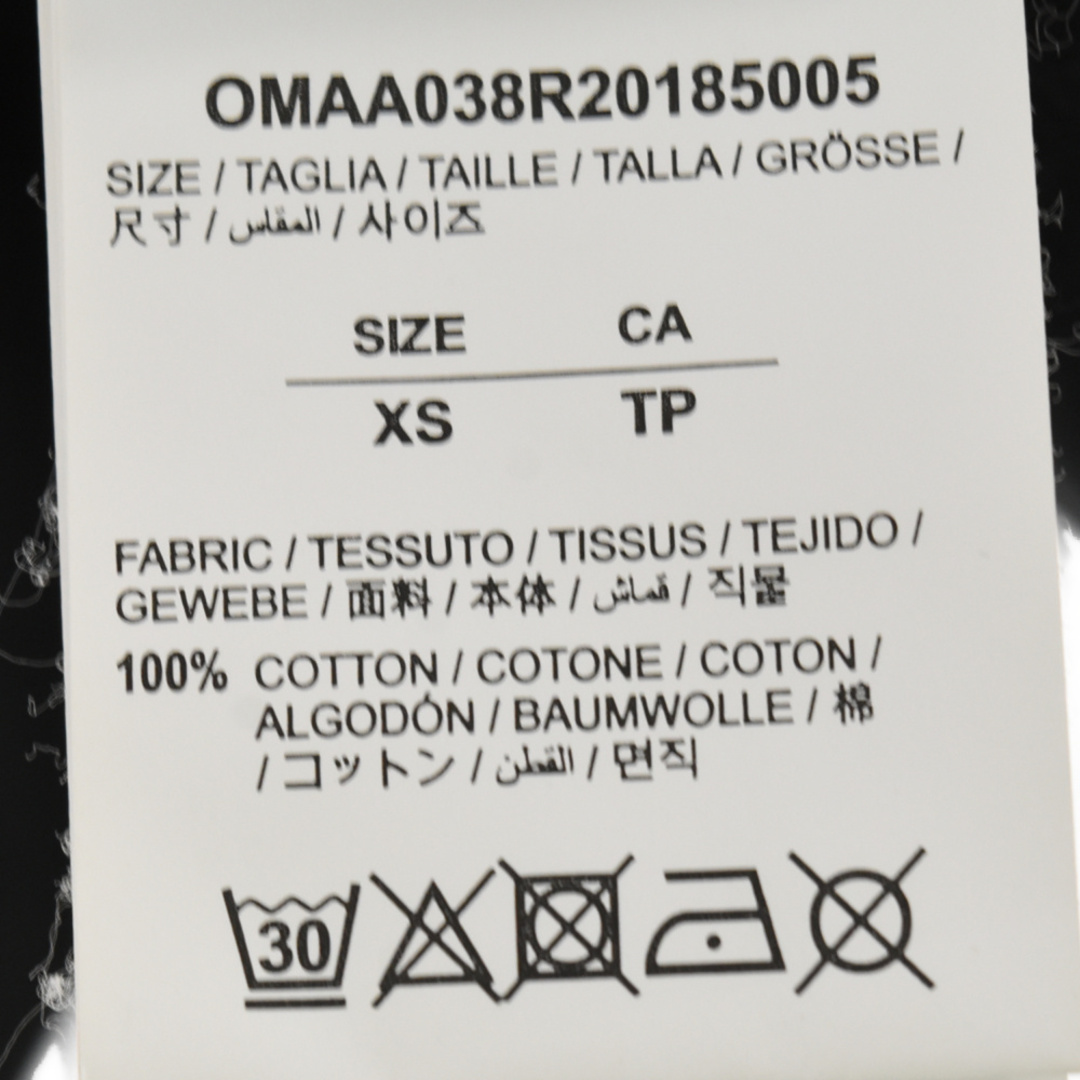 OMAA038R20185005
SIZE / TAGLIA / TAILLE / TALLA / GRÖSSE /
尺寸 / المقاس / 사이즈
SIZE CA
XS TP
FABRIC / TESSUTO / TISSUS / TEJIDO /
GEWEBE / 面料 / 本体 / قماش / 직물
100% COTTON / COTONE / COTON /
ALGODÓN / BAUMWOLLE / 棉
/ コットン / القطن / 면직
30